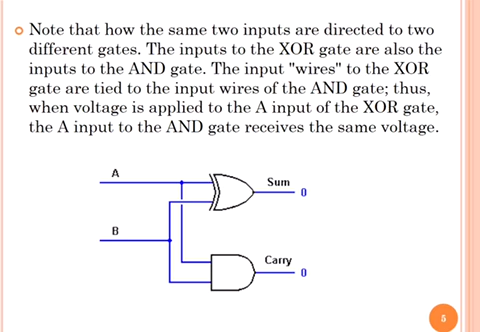 Note that how the same two inputs are directed to two
different gates. The inputs to the XOR gate are also the
inputs to the AND gate. The input "wires" to the XOR
gate are tied to the input wires of the AND gate; thus,
when voltage is applied to the A input of the XOR gate,
the A input to the AND gate receives the same voltage.
A
Sum
0
B
Carry
0
5